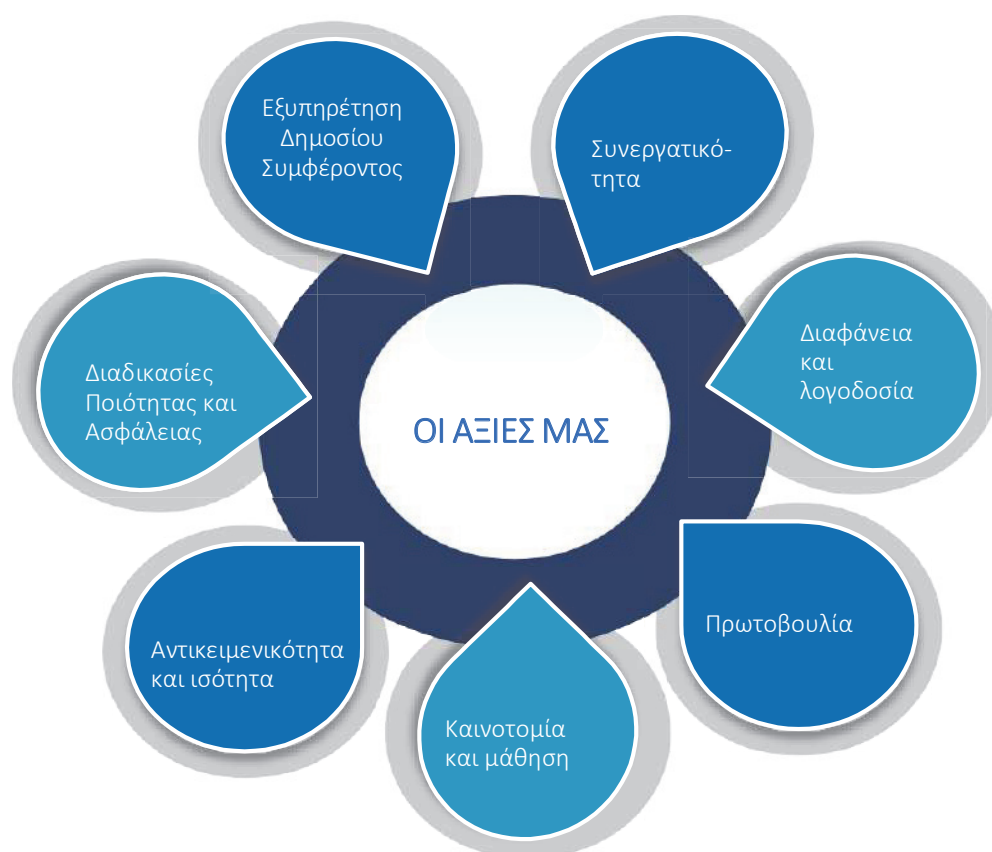 Εξυπηρέτηση
Δημοσίου
Συμφέροντος
Συνεργατικό-
τητα
Διαφάνεια
και
λογοδοσία
Διαδικασίες
Ποιότητας και
Ασφάλειας
ΟΙ ΑΞΙΕΣ ΜΑΣ
Πρωτοβουλία
Αντικειμενικότητα
και ισότητα
Καινοτομία
και μάθηση